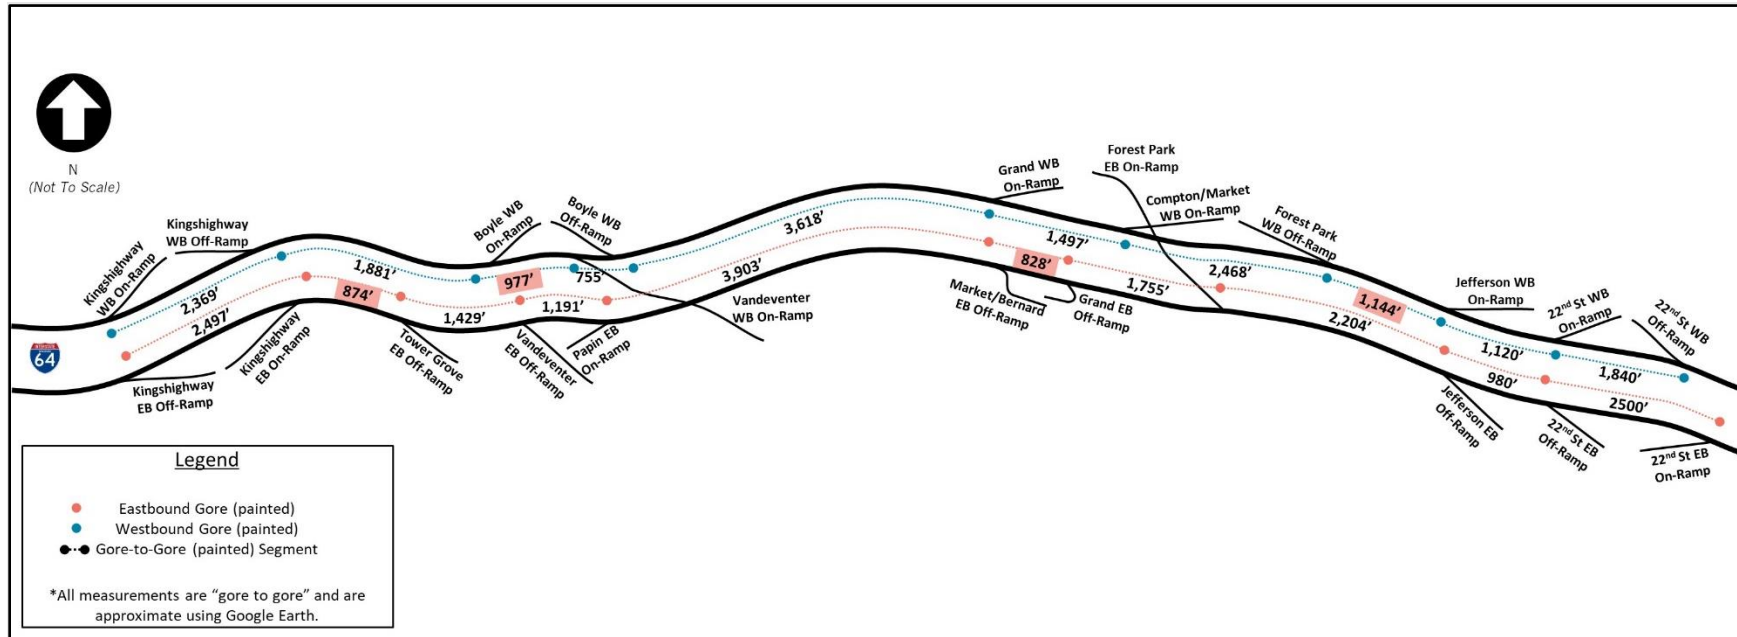 N
(Not To Scale)
Kingshighway
WB On-Ramp
Kingshighway
WB Off-Ramp
Boyle WB
On-Ramp
Boyle WB
Off-Ramp
Vandeventer
WB On-Ramp
Grand WB
On-Ramp
Forest Park
EB On-Ramp
Compton/Market
WB On-Ramp
Forest Park
WB Off-Ramp
Jefferson WB
On-Ramp
22nd St WB
On-Ramp
22nd St WB
Off-Ramp
2,369’
1,881’
977’
755’
3,618’
1,497’
2,468’
1,144’
1,120’
1,840’
2,497’
874’
1,429’
1,191’
3,903’
828’
1,755’
2,204’
980’
2500’
64
Kingshighway
EB Off-Ramp
Kingshighway
EB On-Ramp
Tower Grove
EB Off-Ramp
Vandeventer
EB Off-Ramp
Papin EB
On-Ramp
Market/Bernard
EB Off-Ramp
Grand EB
Off-Ramp
Jefferson EB
Off-Ramp
22nd St EB
Off-Ramp
22nd St EB
On-Ramp
Legend
Eastbound Gore (painted)
Westbound Gore (painted)
Gore-to-Gore (painted) Segment
*All measurements are “gore to gore” and are
approximate using Google Earth.